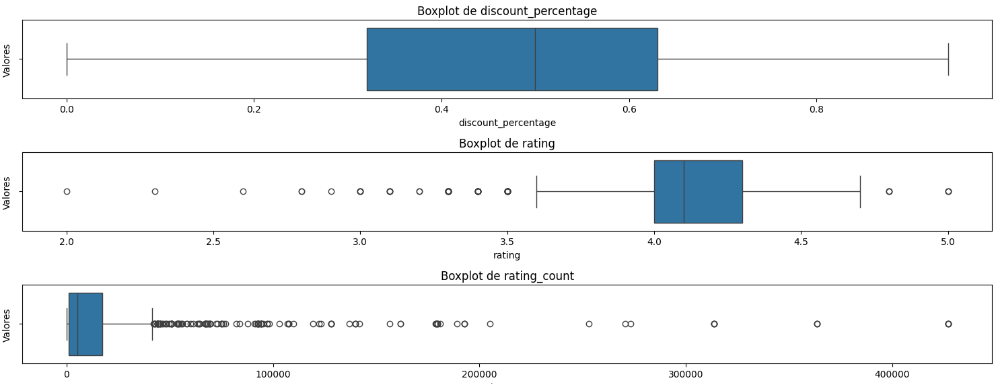 Boxplot de discount_percentage
Valores
0.0 0.2 0.4 0.6 0.8
discount_percentage
Boxplot de rating
Valores
2.0 2.5 3.0 3.5 4.0 4.5 5.0
rating
Boxplot de rating_count
Valores
0 100000 200000 300000 400000